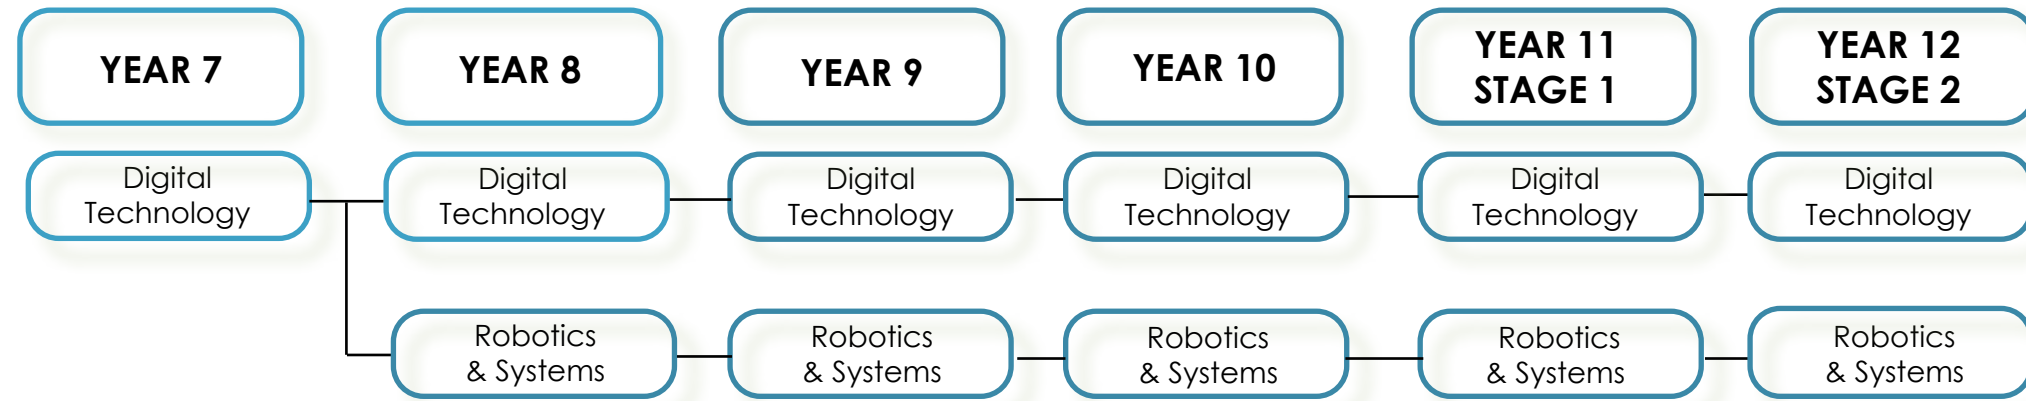 YEAR 7
YEAR 8
YEAR 9
YEAR 10
YEAR 11
STAGE 1
YEAR 12
STAGE 2
Digital
Technology
Digital
Technology
Digital
Technology
Digital
Technology
Digital
Technology
Digital
Technology
Robotics
& Systems
Robotics
& Systems
Robotics
& Systems
Robotics
& Systems
Robotics
& Systems